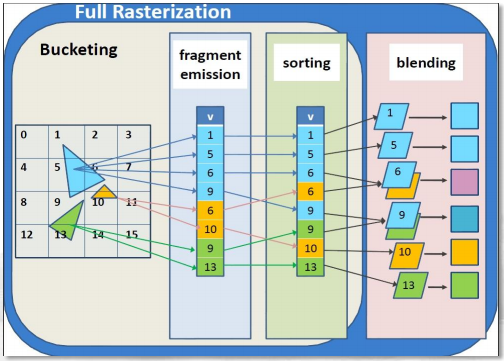 Full Rasterization
Bucketing
fragment
emission
sorting
blending
0 1 2 3
4 5 6 7
8 9 10 11
12 13 14 15
v
1
5
6
9
6
10
9
13
v
1
5
6
6
9
9
10
13
1
5
6
9
10
13